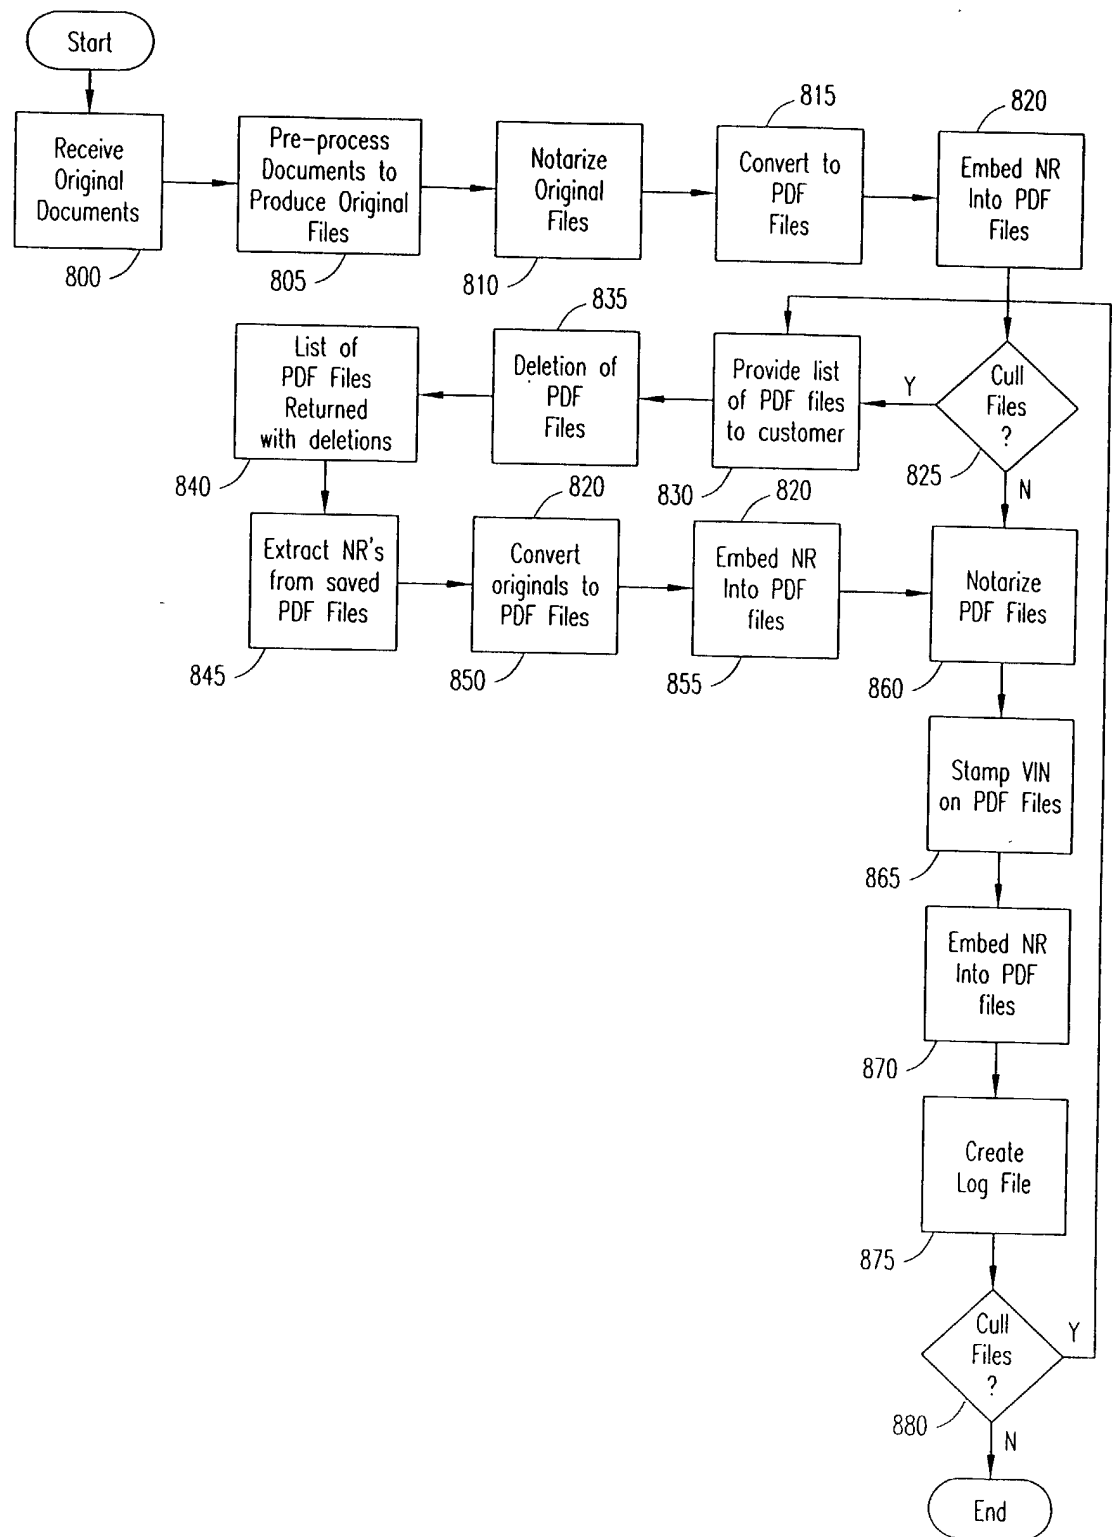 Start
Receive
Original
Documents
800
Pre-process
Documents to
Produce Original
Files
805
Notarize
Original
Files
810
815
Convert to
PDF
Files
820
Embed NR
Into PDF
Files
Cull
Files
?
825
Y
N
Provide list
of PDF files
to customer
830
835
Deletion of
PDF
Files
List of
PDF Files
Returned
with deletions
840
Extract NR's
from saved
PDF Files
845
820
Convert
originals to
PDF Files
850
820
Embed NR
Into PDF
files
855
Notarize
PDF Files
860
Stamp VIN
on PDF Files
865
Embed NR
Into PDF
files
870
Create
Log File
875
Cull
Files
?
880
Y
N
End